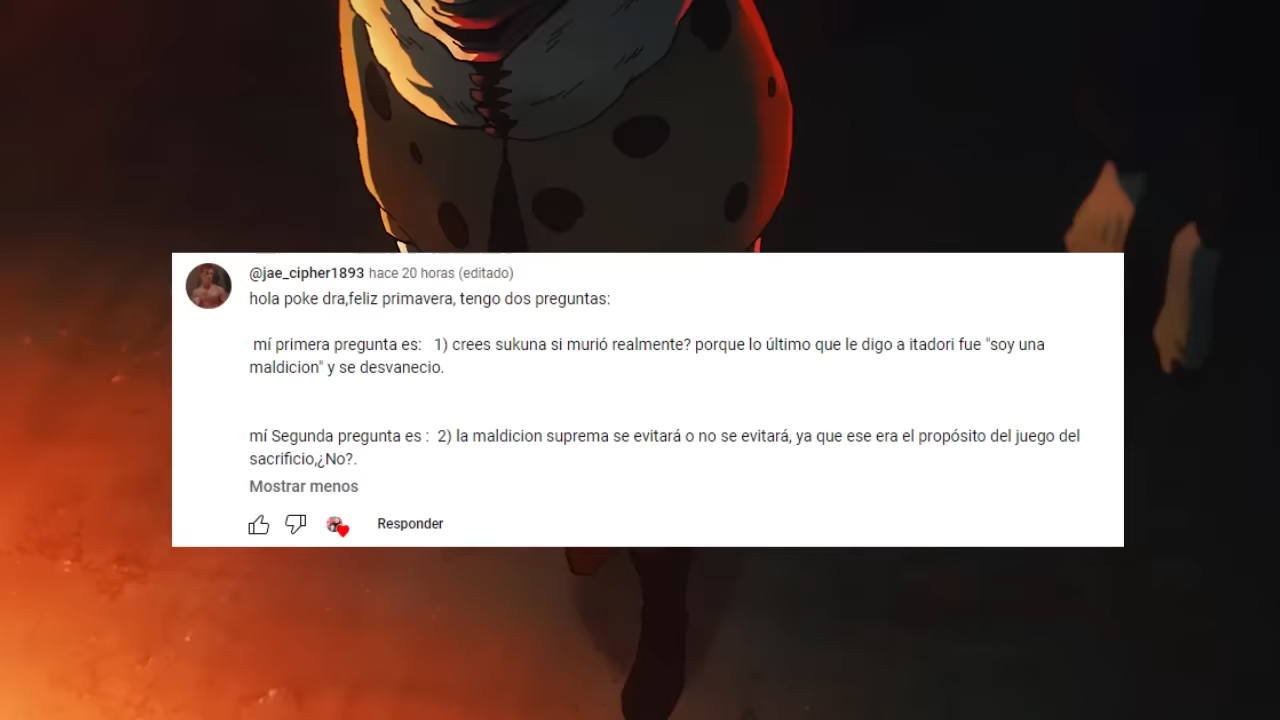 @jae_cipher1893 hace 20 horas (editado)
hola poke dra,feliz primavera, tengo dos preguntas:
mí primera pregunta es: 1) crees sukuna si murió realmente? porque lo último que le digo a itadori fue "soy una
maldicion" y se desvanecio.
mí Segunda pregunta es : 2) la maldicion suprema se evitará o no se evitará, ya que ese era el propósito del juego del
sacrificio,¿No?.
Mostrar menos
Responder